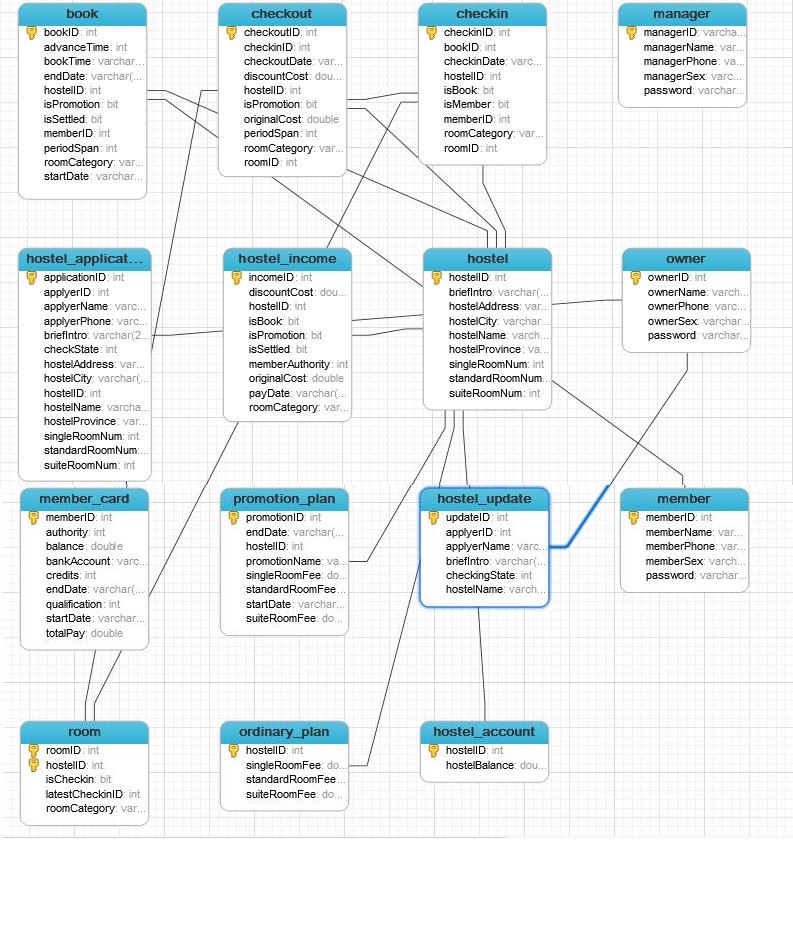 book
bookID: int
advanceTime: int
bookTime: varchar...
endDate: varchar(...
hostelID: int
isPromotion: bit
isSettled: bit
memberID: int
periodSpan: int
roomCategory: var...
startDate: varchar...
checkout
checkoutID: int
checkinID: int
checkoutDate: var...
discountCost: dou...
hostelID: int
isPromotion: bit
originalCost: double
periodSpan: int
roomCategory: var...
roomID: int
checkin
checkinID: int
bookID: int
checkinDate: varc...
hostelID: int
isBook: bit
isMember: bit
memberID: int
roomCategory: var...
roomID: int
manager
managerID: varcha...
managerName: var...
managerPhone: va...
managerSex: varc...
password: varchar...
hostel_applicat...
applicationID: int
applyerID: int
applyerName: varc...
applyerPhone: varc...
briefIntro: varchar(2...
checkState: int
hostelAddress: var...
hostelCity: varchar(...
hostelID: int
hostelName: varcha...
hostelProvince: var...
singleRoomNum: int
standardRoomNum:...
suiteRoomNum: int
hostel_income
incomeID: int
discountCost: dou...
hostelID: int
isBook: bit
isPromotion: bit
isSettled: bit
memberAuthority: int
originalCost: double
payDate: varchar(...
roomCategory: var...
hostel
hostelID: int
briefIntro: varchar(...
hostelAddress: var...
hostelCity: varchar...
hostelName: varch...
hostelProvince: va...
singleRoomNum: int
standardRoomNum...
suiteRoomNum: int
owner
ownerID: int
ownerName: varch...
ownerPhone: varc...
ownerSex: varchar...
password: varchar...
member_card
memberID: int
authority: int
balance: double
bankAccount: varc...
credits: int
endDate: varchar(...
qualification: int
startDate: varchar...
totalPay: double
promotion_plan
promotionID: int
endDate: varchar(...
hostelID: int
promotionName: va...
singleRoomFee: do...
standardRoomFee...
startDate: varchar...
suiteRoomFee: do...
hostel_update
updateID: int
applyerID: int
applyerName: varc...
briefIntro: varchar(...
checkingState: int
hostelName: varch...
member
memberID: int
memberName: var...
memberPhone: var...
memberSex: varch...
password: varchar...
room
roomID: int
hostelID: int
isCheckin: bit
latestCheckinID: int
roomCategory: var...
ordinary_plan
hostelID: int
singleRoomFee: do...
standardRoomFee...
suiteRoomFee: do...
hostel_account
hostelID: int
hostelBalance: dou...